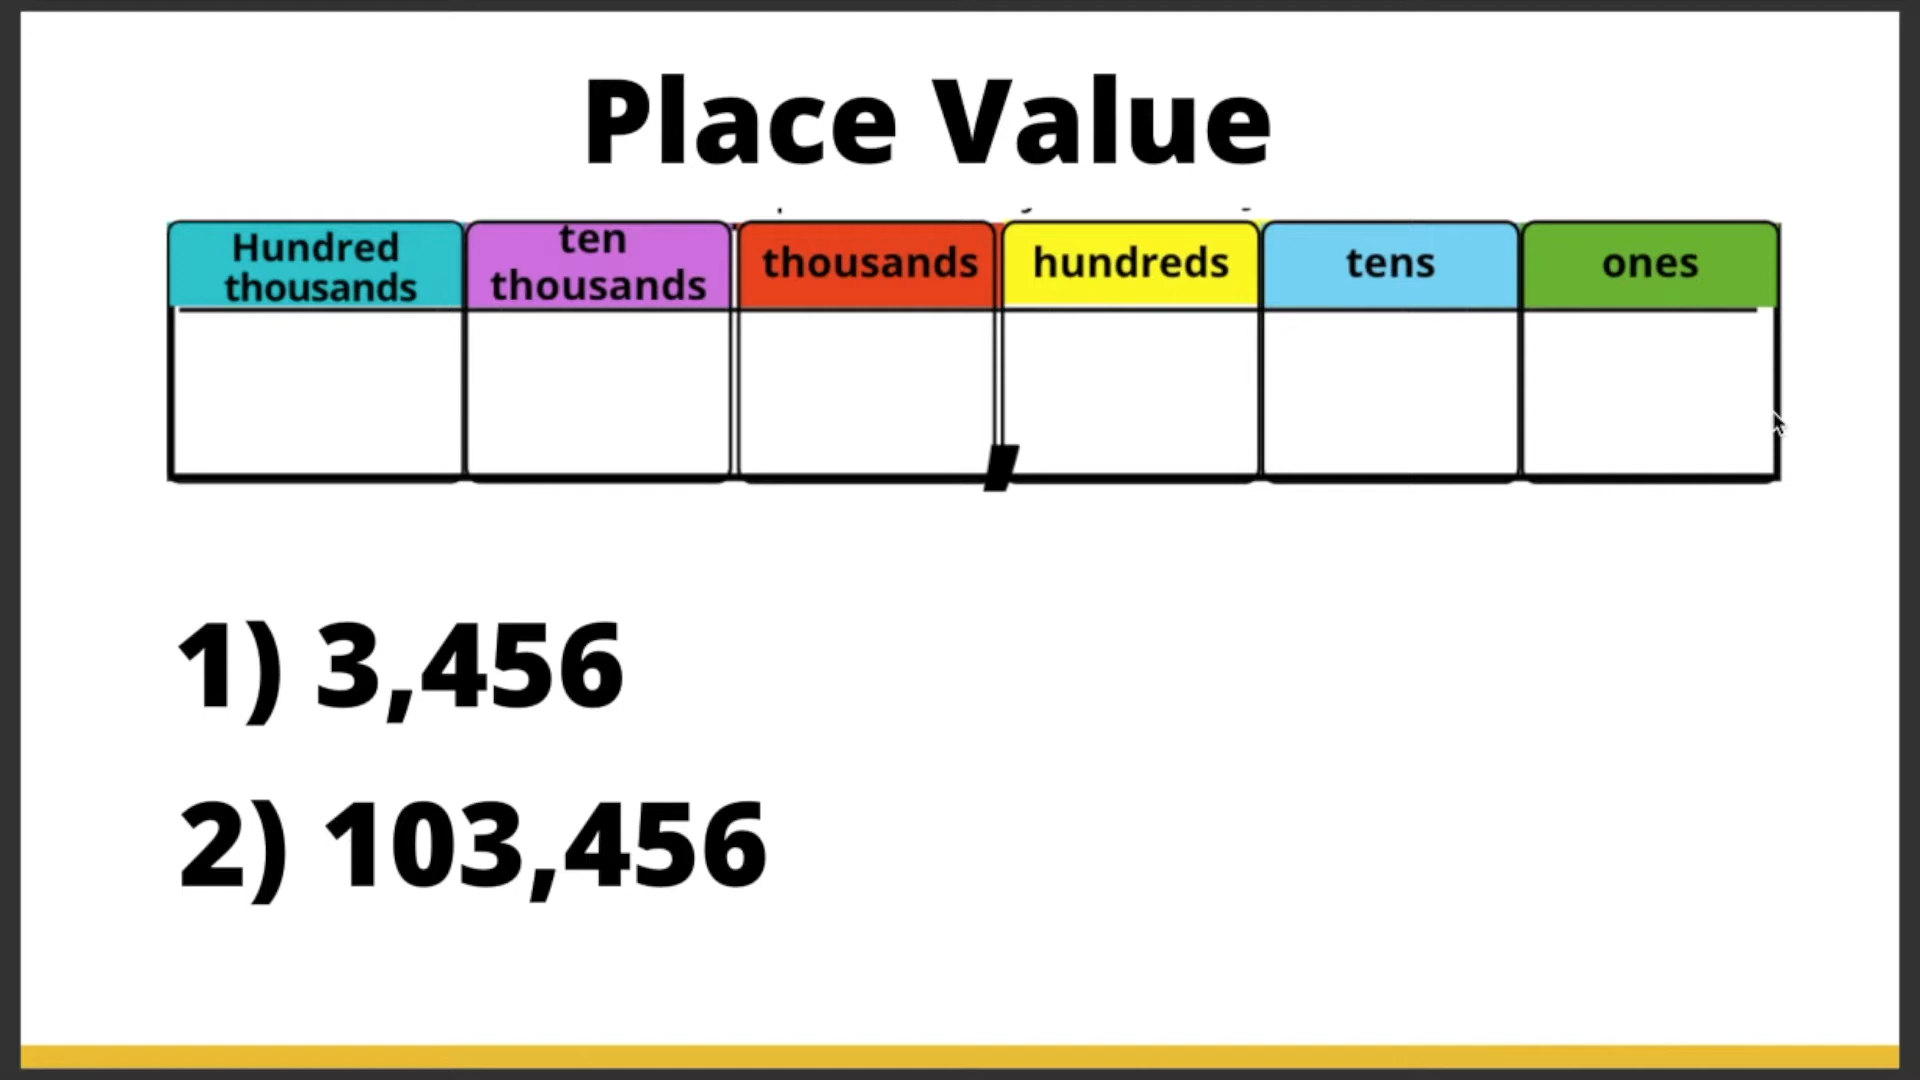 Place Value
Hundred thousands
ten thousands
thousands
hundreds
tens
ones
,
1) 3,456
2) 103,456